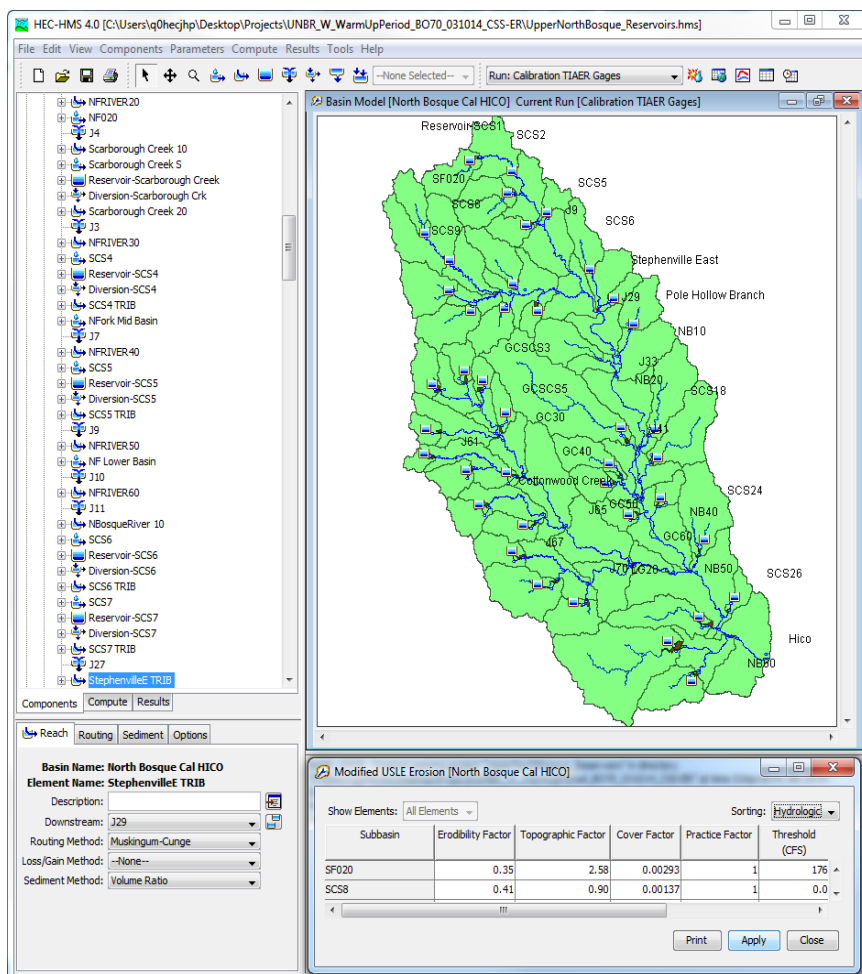 HEC-HMS 4.0 [C:\Users\q0hecjhp\Desktop\Projects\UNBR_W_WarmUpPeriod_BO70_031014_CSS-ER\UpperNorthBosque_Reservoirs.hms]
File Edit View Components Parameters Compute Results Tools Help
--None Selected-- Run: Calibration TIAER Gages
NFRIVER20
NF020
J4
Scarborough Creek 10
Scarborough Creek S
Reservoir-Scarborough Creek
Diversion-Scarborough Crk
Scarborough Creek 20
J3
NFRIVER30
SCS4
Reservoir-SCS4
Diversion-SCS4
SCS4 TRIB
NFork Mid Basin
J7
NFRIVER40
SCS5
Reservoir-SCS5
Diversion-SCS5
SCS5 TRIB
J9
NFRIVER50
NF Lower Basin
J10
NFRIVER60
J11
NBosqueRiver 10
SCS6
Reservoir-SCS6
Diversion-SCS6
SCS6 TRIB
SCS7
Reservoir-SCS7
Diversion-SCS7
SCS7 TRIB
J27
StephenvilleE TRIB
Components Compute Results
Reach Routing Sediment Options
Basin Name: North Bosque Cal HICO
Element Name: StephenvilleE TRIB
Description:
Downstream: J29
Routing Method: Muskingum-Cunge
Loss/Gain Method: --None--
Sediment Method: Volume Ratio
Basin Model [North Bosque Cal HICO] Current Run [Calibration TIAER Gages]
Reservoir-SCS1
SCS2
SF020
SCS5
SCS8
J9
SCS6
SCS9
Stephenville East
J29
Pole Hollow Branch
NB10
GCSCS3
J33
NB20
GCSCS5
SCS18
GC30
J41
J61
GC40
Cottonwood Creek
SCS24
J65
GC50
NB40
GC60
J67
J70
LG20
NB50
SCS26
Hico
NB60
Modified USLE Erosion [North Bosque Cal HICO]
Show Elements: All Elements Sorting: Hydrologic
Subbasin Erodibility Factor Topographic Factor Cover Factor Practice Factor Threshold
(CFS)
SF020 0.35 2.58 0.00293 1 176
SCS8 0.41 0.90 0.00137 1 0.0
Print Apply Close